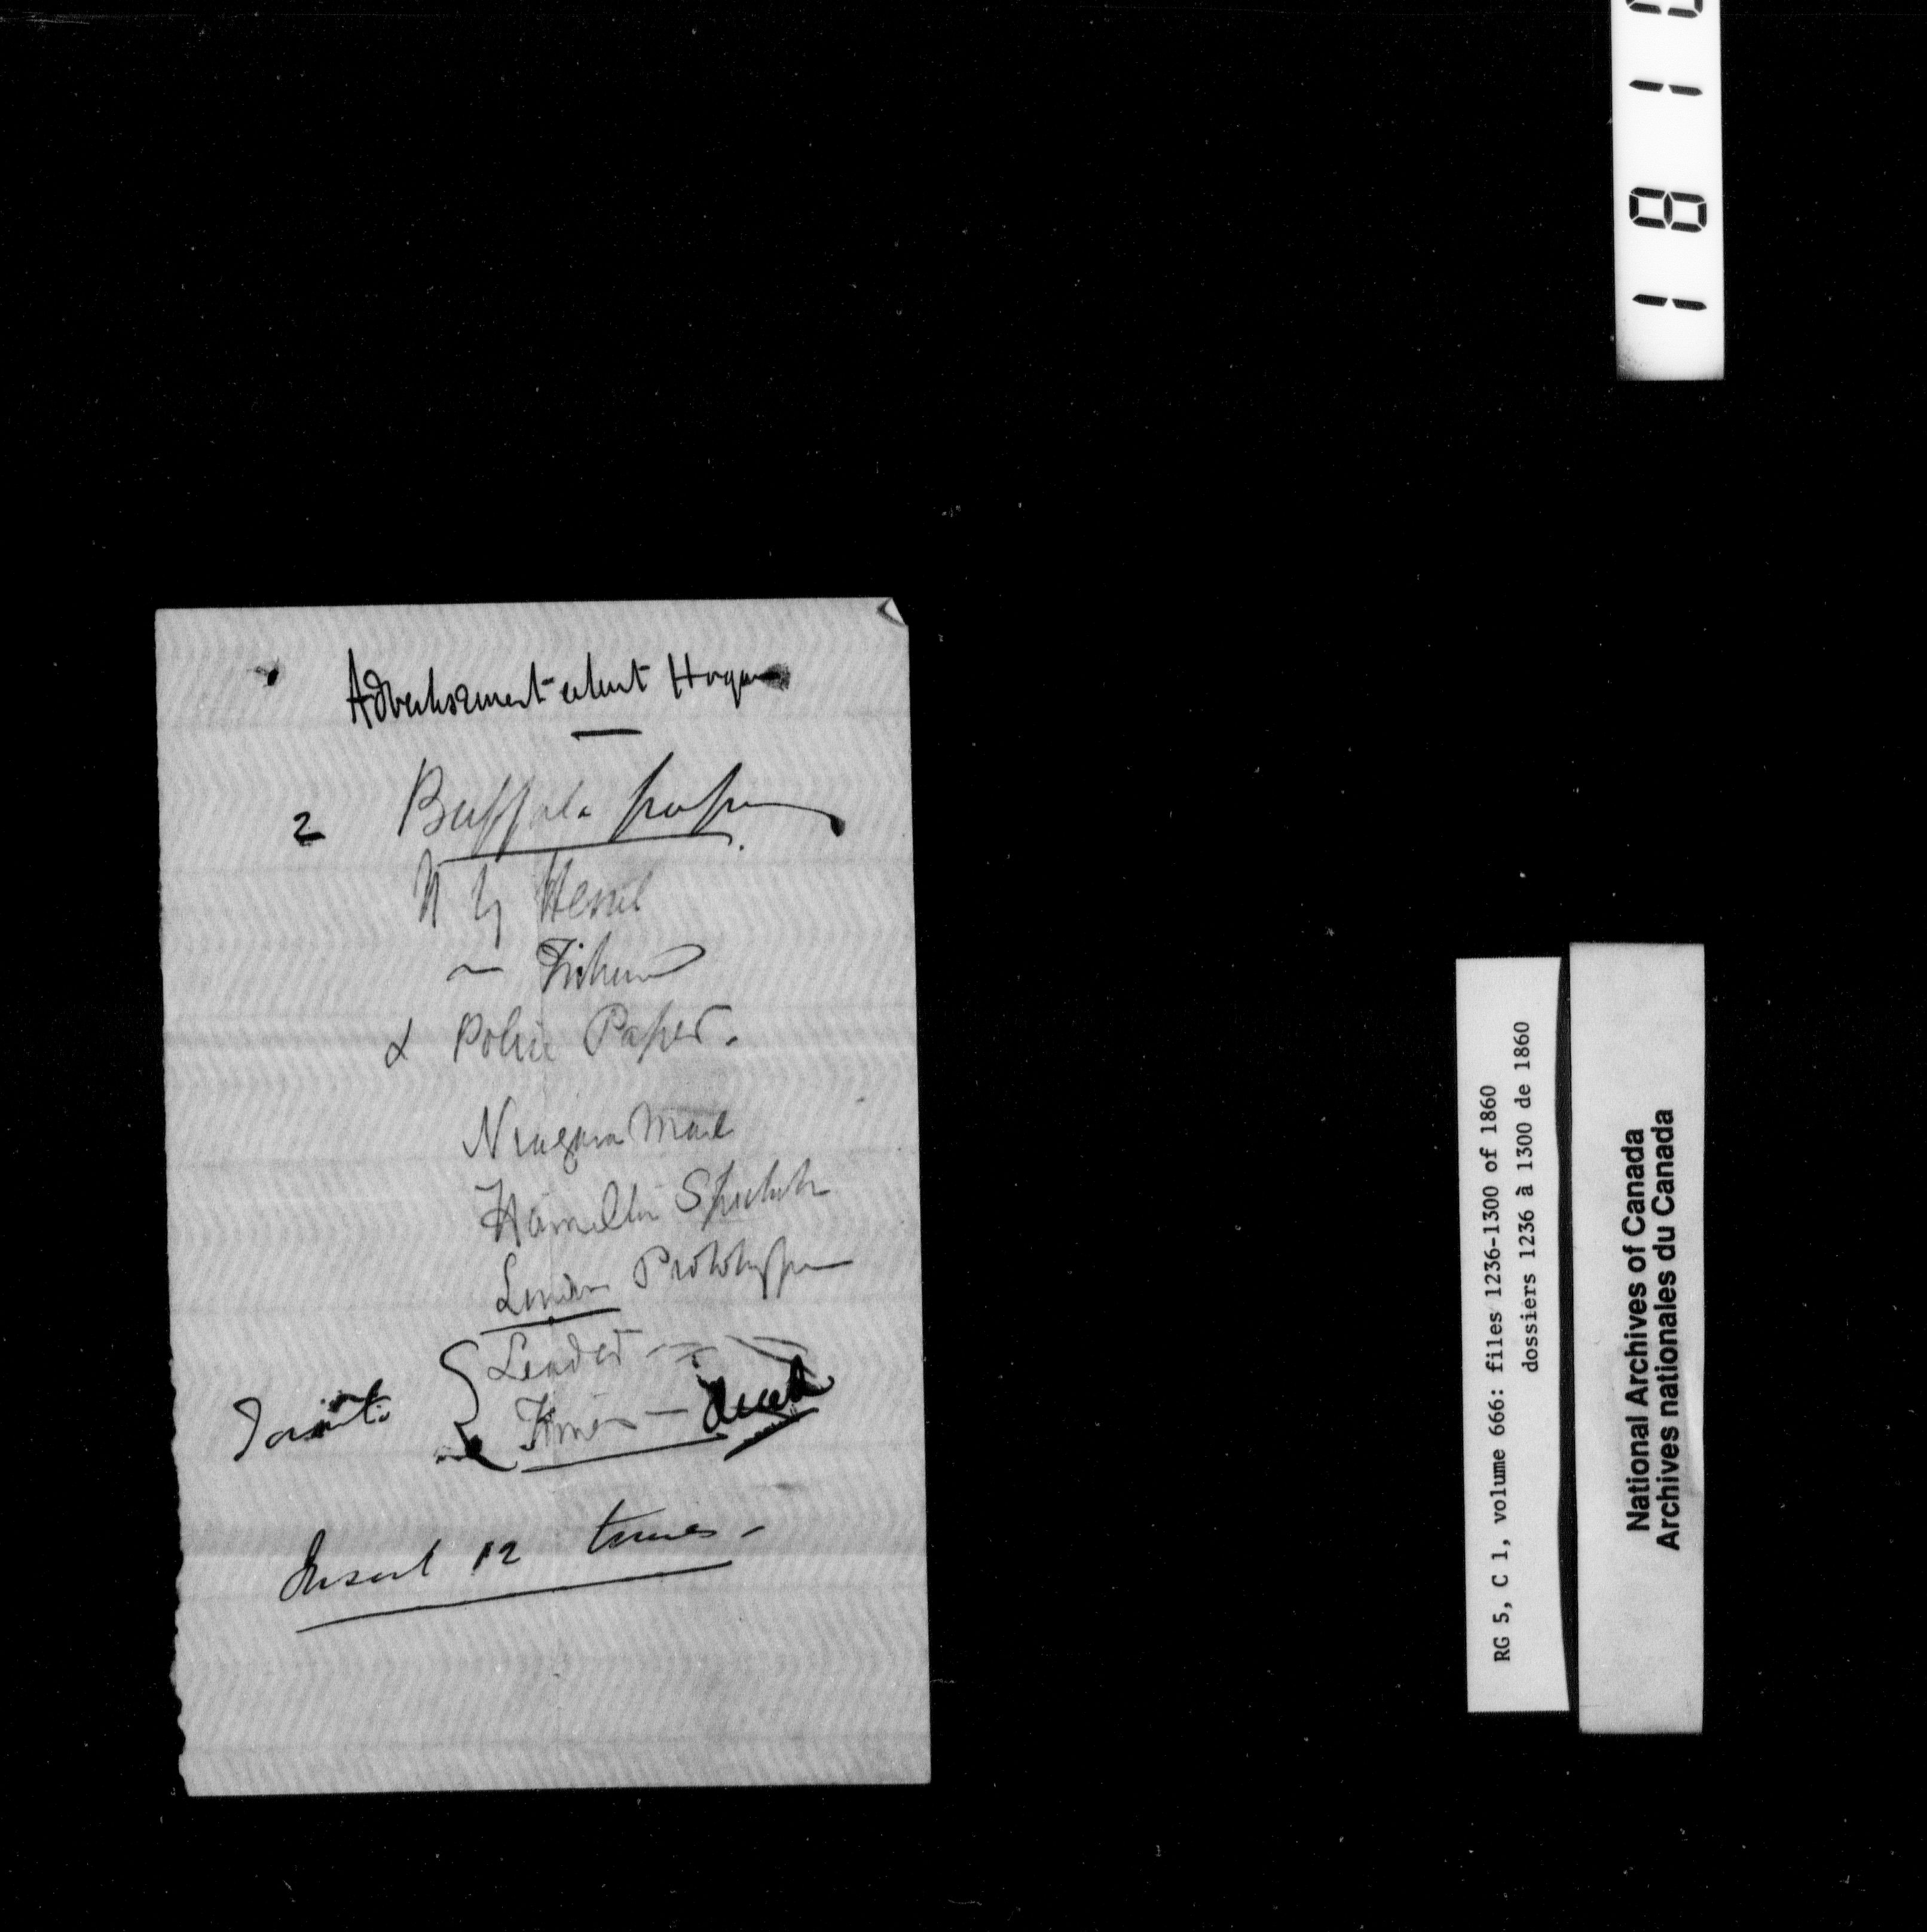 Advertisement about Hogan
2 Buffalo papers
N Y Herald
~ Tribune
& Police Paper.
Niagara Mail
Hamilton Spectator
London Prototype
Leader -
Toronto
Times -
Insert 12 times -
1 8 1
RG 5, C 1, volume 666: files 1236-1300 of 1860
dossiers 1236 à 1300 de 1860
National Archives of Canada
Archives nationales du Canada